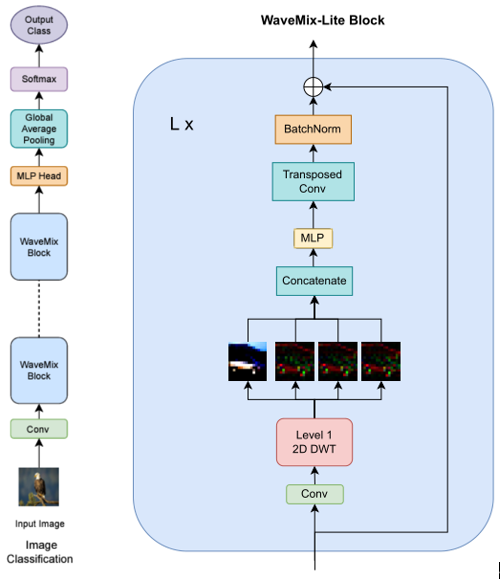 Output
Class
Softmax
Global
Average
Pooling
MLP Head
WaveMix
Block
WaveMix
Block
Conv
Input Image
Image
Classification
WaveMix-Lite Block
L x
BatchNorm
Transposed
Conv
MLP
Concatenate
Level 1
2D DWT
Conv